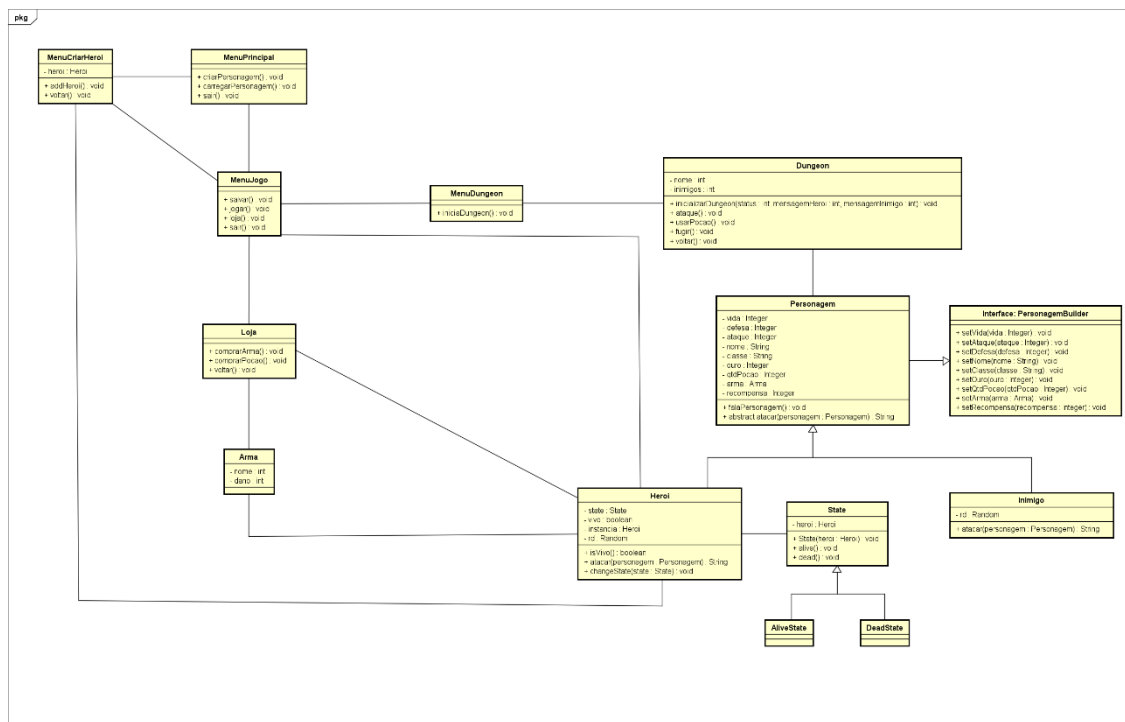 pkg
MenuCriarHeroi
- heroi : Heroi
+ addHeroi() : void
+ voltar() : void
MenuPrincipal
+ criarPersonagem() : void
+ carregarPersonagem() : void
+ sair() : void
MenuJogo
+ salvar() : void
+ jogar() : void
+ loja() : void
+ sair() : void
MenuDungeon
+ iniciaDungeon() : void
Dungeon
- nome : int
- inimigos : int
+ inicializarDungeon(status : int, mensagemHeroi : int, mensagemInimigo : int) : void
+ ataque() : void
+ usarPocao() : void
+ fugir() : void
+ voltar() : void
Personagem
- vida : Integer
- defesa : Integer
- ataque : Integer
- nome : String
- classe : String
- ouro : Integer
- qtdPocao : Integer
- arma : Arma
- recompensa : Integer
+ falaPersonagem() : void
+ abstract atacar(personagem : Personagem) : String
Interface: PersonagemBuilder
+ setVida(vida : Integer) : void
+ setAtaque(ataque : Integer) : void
+ setDefesa(defesa : Integer) : void
+ setNome(nome : String) : void
+ setClasse(classe : String) : void
+ setOuro(ouro : Integer) : void
+ setQtdPocao(qtdPocao : Integer) : void
+ setArma(arma : Arma) : void
+ setRecompensa(recompensa : Integer) : void
Loja
+ comprarArma() : void
+ comprarPocao() : void
+ voltar() : void
Arma
- nome : int
- dano : int
Heroi
- state : State
- vivo : boolean
- instancia : Heroi
- rd : Random
+ isVivo() : boolean
+ atacar(personagem : Personagem) : String
+ changeState(state : State) : void
State
- heroi : Heroi
+ State(heroi : Heroi) : void
+ alive() : void
+ dead() : void
Inimigo
- rd : Random
+ atacar(personagem : Personagem) : String
AliveState
DeadState